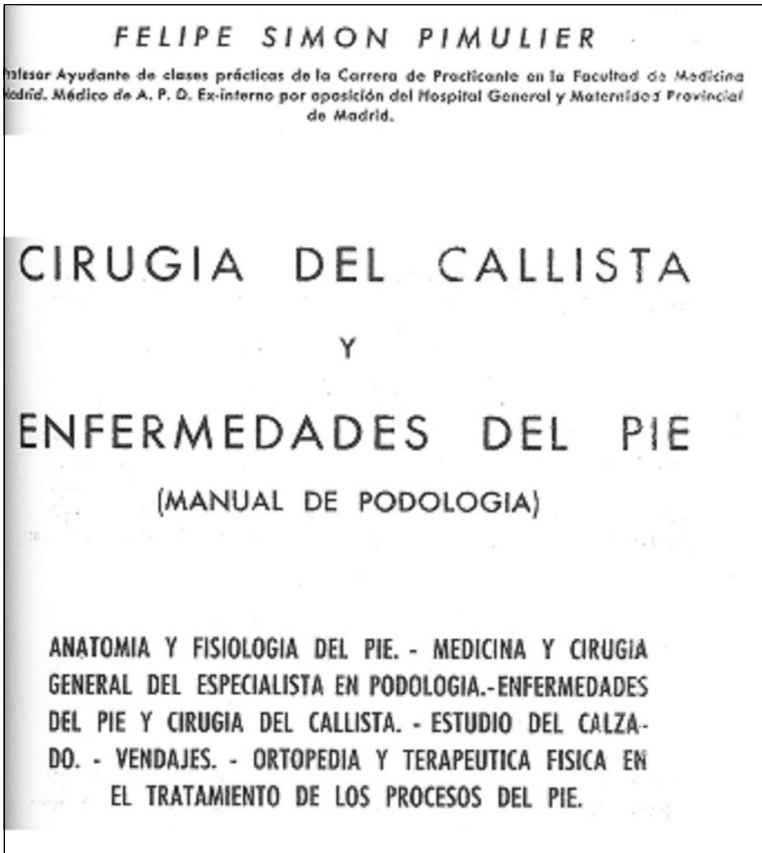 FELIPE SIMON PIMULIER
Ayudante de clases prácticas de la Carrera de Practicante en la Facultad de Medicina
Médico de A. P. D. Ex-interno por oposición del Hospital General y Maternidad Provincial
de Madrid.
CIRUGIA DEL CALLISTA
Y
ENFERMEDADES DEL PIE
(MANUAL DE PODOLOGIA)
ANATOMIA Y FISIOLOGIA DEL PIE. - MEDICINA Y CIRUGIA
GENERAL DEL ESPECIALISTA EN PODOLOGIA.-ENFERMEDADES
DEL PIE Y CIRUGIA DEL CALLISTA. - ESTUDIO DEL CALZA-
DO. - VENDAJES. - ORTOPEDIA Y TERAPEUTICA FISICA EN
EL TRATAMIENTO DE LOS PROCESOS DEL PIE.